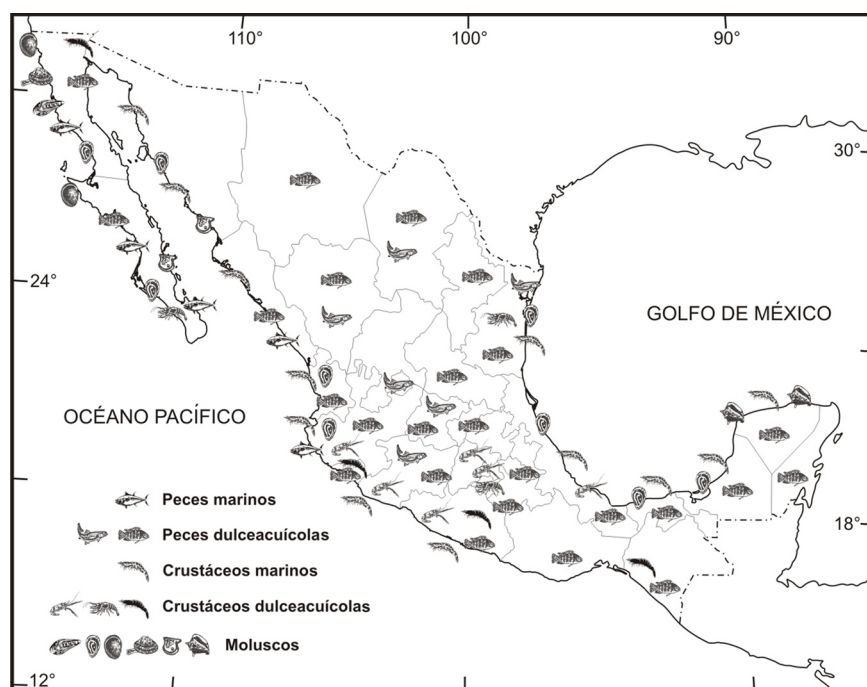 110°
100°
90°
30°
24°
GOLFO DE MÉXICO
OCÉANO PACÍFICO
Peces marinos
18°
Peces dulceacuícolas
Crustáceos marinos
Crustáceos dulceacuícolas
Moluscos
12°